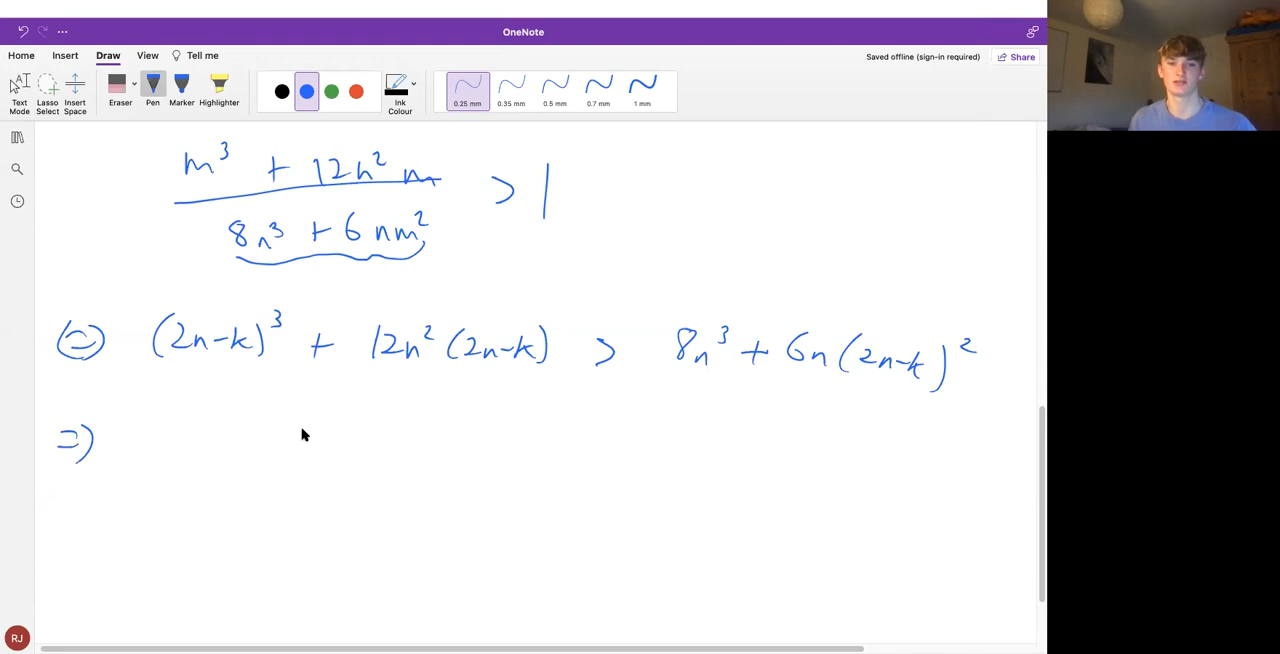 OneNote
Home Insert Draw View Tell me
Saved offline (sign-in required) Share
Text Mode
Lasso Select
Insert Space
Eraser
Pen
Marker
Highlighter
Ink Colour
0.25 mm 0.35 mm 0.5 mm 0.7 mm 1 mm
m³ + 12n²m
8n³ + 6nm²
> 1
⊜ (2n-k)³ + 12n²(2n-k) > 8n³ + 6n(2n-k)²
=>
RJ